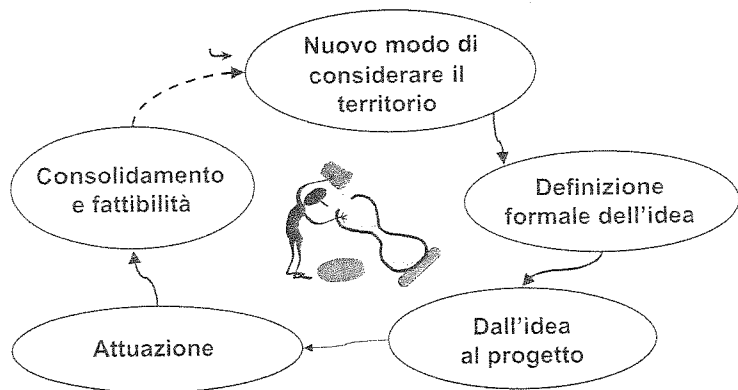 Nuovo modo di
considerare il
territorio
Definizione
formale dell'idea
Dall'idea
al progetto
Attuazione
Consolidamento
e fattibilità